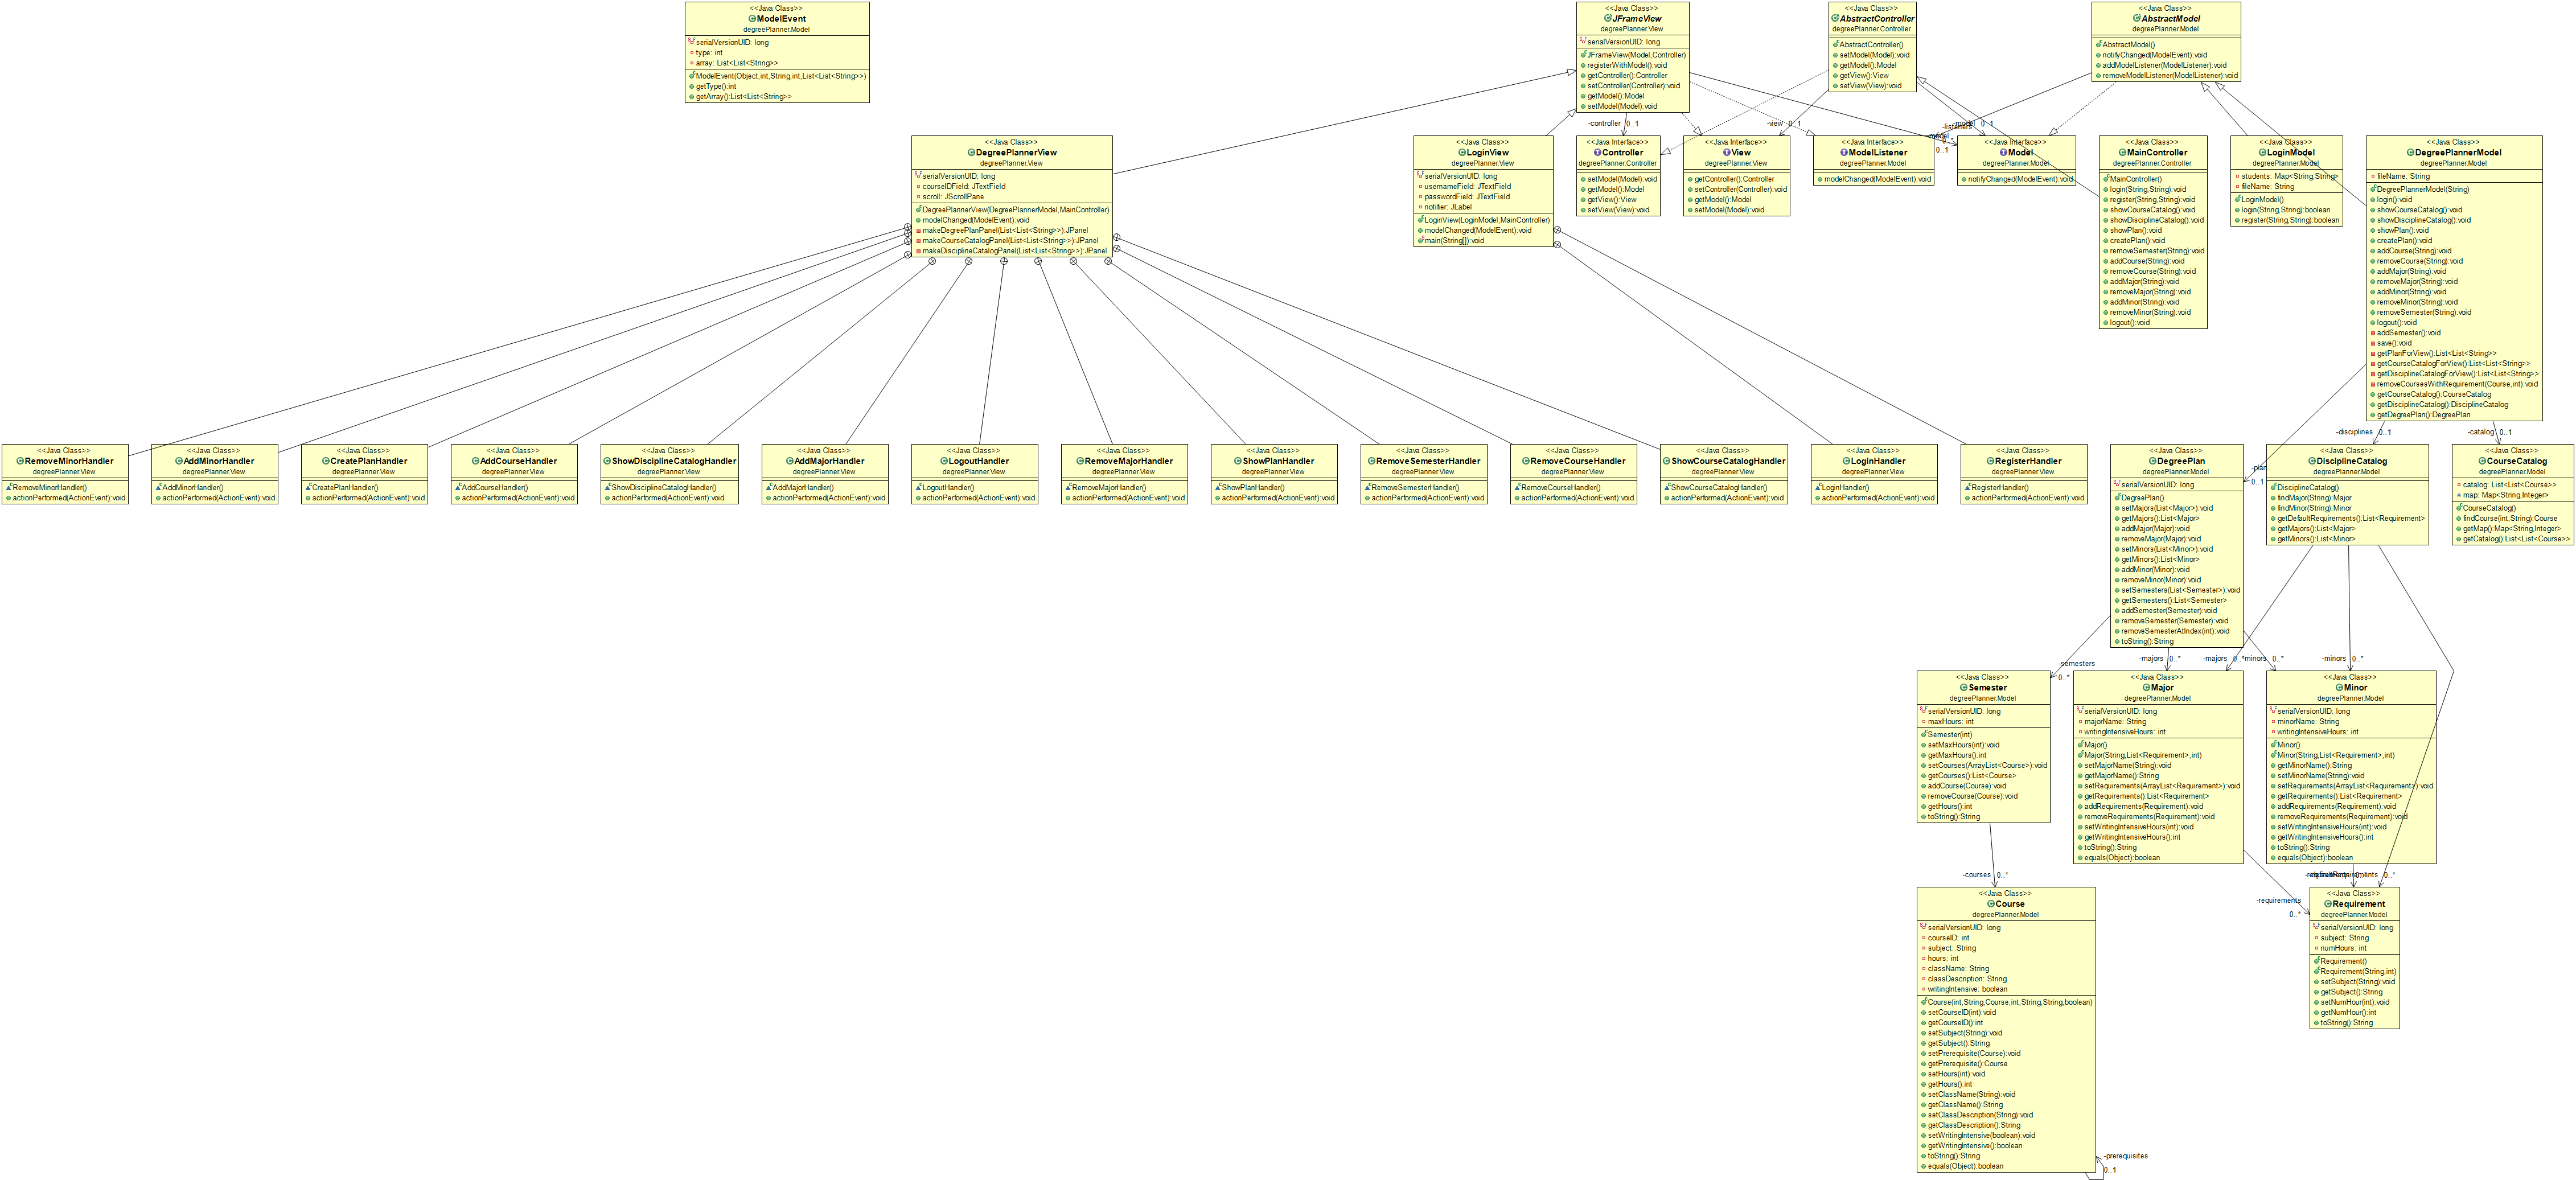 <<Java Class>>
ModelEvent
degreePlanner.Model
serialVersionUID: long
type: int
array: List<List<String>>
ModelEvent(Object,int,String,int,List<List<String>>)
getType():int
getArray():List<List<String>>
<<Java Class>>
JFrameView
degreePlanner.View
serialVersionUID: long
JFrameView(Model,Controller)
registerWithModel():void
getController():Controller
setController(Controller):void
getModel():Model
setModel(Model):void
<<Java Class>>
AbstractController
degreePlanner.Controller
AbstractController()
setModel(Model):void
getModel():Model
getView():View
setView(View):void
<<Java Class>>
AbstractModel
degreePlanner.Model
AbstractModel()
notifyChanged(ModelEvent):void
addModelListener(ModelListener):void
removeModelListener(ModelListener):void
-controller 0..1
-view 0..1
-listeners
0..*
-model 0..1
-model
0..1
<<Java Class>>
DegreePlannerView
degreePlanner.View
serialVersionUID: long
courseIDField: JTextField
scroll: JScrollPane
DegreePlannerView(DegreePlannerModel,MainController)
modelChanged(ModelEvent):void
makeDegreePlanPanel(List<List<String>>):JPanel
makeCourseCatalogPanel(List<List<String>>):JPanel
makeDisciplineCatalogPanel(List<List<String>>):JPanel
<<Java Class>>
LoginView
degreePlanner.View
serialVersionUID: long
usernameField: JTextField
passwordField: JTextField
notifier: JLabel
LoginView(LoginModel,MainController)
modelChanged(ModelEvent):void
main(String[]):void
<<Java Interface>>
Controller
degreePlanner.Controller
setModel(Model):void
getModel():Model
getView():View
setView(View):void
<<Java Interface>>
View
degreePlanner.View
getController():Controller
setController(Controller):void
getModel():Model
setModel(Model):void
<<Java Interface>>
ModelListener
degreePlanner.Model
modelChanged(ModelEvent):void
<<Java Interface>>
Model
degreePlanner.Model
notifyChanged(ModelEvent):void
<<Java Class>>
MainController
degreePlanner.Controller
MainController()
login(String,String):void
register(String,String):void
showCourseCatalog():void
showDisciplineCatalog():void
showPlan():void
createPlan():void
removeSemester(String):void
addCourse(String):void
removeCourse(String):void
addMajor(String):void
removeMajor(String):void
addMinor(String):void
removeMinor(String):void
logout():void
<<Java Class>>
LoginModel
degreePlanner.Model
students: Map<String,String>
fileName: String
LoginModel()
login(String,String):boolean
register(String,String):boolean
<<Java Class>>
DegreePlannerModel
degreePlanner.Model
fileName: String
DegreePlannerModel(String)
login():void
showCourseCatalog():void
showDisciplineCatalog():void
showPlan():void
createPlan():void
addCourse(String):void
removeCourse(String):void
addMajor(String):void
removeMajor(String):void
addMinor(String):void
removeMinor(String):void
removeSemester(String):void
logout():void
addSemester():void
save():void
getPlanForView():List<List<String>>
getCourseCatalogForView():List<List<String>>
getDisciplineCatalogForView():List<List<String>>
removeCoursesWithRequirement(Course,int):void
getCourseCatalog():CourseCatalog
getDisciplineCatalog():DisciplineCatalog
getDegreePlan():DegreePlan
-disciplines 0..1
-catalog 0..1
-plan
0..1
<<Java Class>>
RemoveMinorHandler
degreePlanner.View
RemoveMinorHandler()
actionPerformed(ActionEvent):void
<<Java Class>>
AddMinorHandler
degreePlanner.View
AddMinorHandler()
actionPerformed(ActionEvent):void
<<Java Class>>
CreatePlanHandler
degreePlanner.View
CreatePlanHandler()
actionPerformed(ActionEvent):void
<<Java Class>>
AddCourseHandler
degreePlanner.View
AddCourseHandler()
actionPerformed(ActionEvent):void
<<Java Class>>
ShowDisciplineCatalogHandler
degreePlanner.View
ShowDisciplineCatalogHandler()
actionPerformed(ActionEvent):void
<<Java Class>>
AddMajorHandler
degreePlanner.View
AddMajorHandler()
actionPerformed(ActionEvent):void
<<Java Class>>
LogoutHandler
degreePlanner.View
LogoutHandler()
actionPerformed(ActionEvent):void
<<Java Class>>
RemoveMajorHandler
degreePlanner.View
RemoveMajorHandler()
actionPerformed(ActionEvent):void
<<Java Class>>
ShowPlanHandler
degreePlanner.View
ShowPlanHandler()
actionPerformed(ActionEvent):void
<<Java Class>>
RemoveSemesterHandler
degreePlanner.View
RemoveSemesterHandler()
actionPerformed(ActionEvent):void
<<Java Class>>
RemoveCourseHandler
degreePlanner.View
RemoveCourseHandler()
actionPerformed(ActionEvent):void
<<Java Class>>
ShowCourseCatalogHandler
degreePlanner.View
ShowCourseCatalogHandler()
actionPerformed(ActionEvent):void
<<Java Class>>
LoginHandler
degreePlanner.View
LoginHandler()
actionPerformed(ActionEvent):void
<<Java Class>>
RegisterHandler
degreePlanner.View
RegisterHandler()
actionPerformed(ActionEvent):void
<<Java Class>>
DegreePlan
degreePlanner.Model
serialVersionUID: long
DegreePlan()
setMajors(List<Major>):void
getMajors():List<Major>
addMajor(Major):void
removeMajor(Major):void
setMinors(List<Minor>):void
getMinors():List<Minor>
addMinor(Minor):void
removeMinor(Minor):void
setSemesters(List<Semester>):void
getSemesters():List<Semester>
addSemester(Semester):void
removeSemester(Semester):void
removeSemesterAtIndex(int):void
toString():String
<<Java Class>>
DisciplineCatalog
degreePlanner.Model
DisciplineCatalog()
findMajor(String):Major
findMinor(String):Minor
getDefaultRequirements():List<Requirement>
getMajors():List<Major>
getMinors():List<Minor>
<<Java Class>>
CourseCatalog
degreePlanner.Model
catalog: List<List<Course>>
map: Map<String,Integer>
CourseCatalog()
findCourse(int,String):Course
getMap():Map<String,Integer>
getCatalog():List<List<Course>>
-semesters
0..*
-majors 0..*
-majors 0..*
-minors 0..*
-minors 0..*
<<Java Class>>
Semester
degreePlanner.Model
serialVersionUID: long
maxHours: int
Semester(int)
setMaxHours(int):void
getMaxHours():int
setCourses(ArrayList<Course>):void
getCourses():List<Course>
addCourse(Course):void
removeCourse(Course):void
getHours():int
toString():String
<<Java Class>>
Major
degreePlanner.Model
serialVersionUID: long
majorName: String
writingIntensiveHours: int
Major()
Major(String,List<Requirement>,int)
setMajorName(String):void
getMajorName():String
setRequirements(ArrayList<Requirement>):void
getRequirements():List<Requirement>
addRequirements(Requirement):void
removeRequirements(Requirement):void
setWritingIntensiveHours(int):void
getWritingIntensiveHours():int
toString():String
equals(Object):boolean
<<Java Class>>
Minor
degreePlanner.Model
serialVersionUID: long
minorName: String
writingIntensiveHours: int
Minor()
Minor(String,List<Requirement>,int)
getMinorName():String
setMinorName(String):void
setRequirements(ArrayList<Requirement>):void
getRequirements():List<Requirement>
addRequirements(Requirement):void
removeRequirements(Requirement):void
setWritingIntensiveHours(int):void
getWritingIntensiveHours():int
toString():String
equals(Object):boolean
-courses 0..*
-requirements
0..*
-requirements 0..*
-defaultRequirements 0..*
<<Java Class>>
Course
degreePlanner.Model
serialVersionUID: long
courseID: int
subject: String
hours: int
className: String
classDescription: String
writingIntensive: boolean
Course(int,String,Course,int,String,String,boolean)
setCourseID(int):void
getCourseID():int
setSubject(String):void
getSubject():String
setPrerequisite(Course):void
getPrerequisite():Course
setHours(int):void
getHours():int
setClassName(String):void
getClassName():String
setClassDescription(String):void
getClassDescription():String
setWritingIntensive(boolean):void
getWritingIntensive():boolean
toString():String
equals(Object):boolean
-prerequisites
0..1
<<Java Class>>
Requirement
degreePlanner.Model
serialVersionUID: long
subject: String
numHours: int
Requirement()
Requirement(String,int)
setSubject(String):void
getSubject():String
setNumHour(int):void
getNumHour():int
toString():String